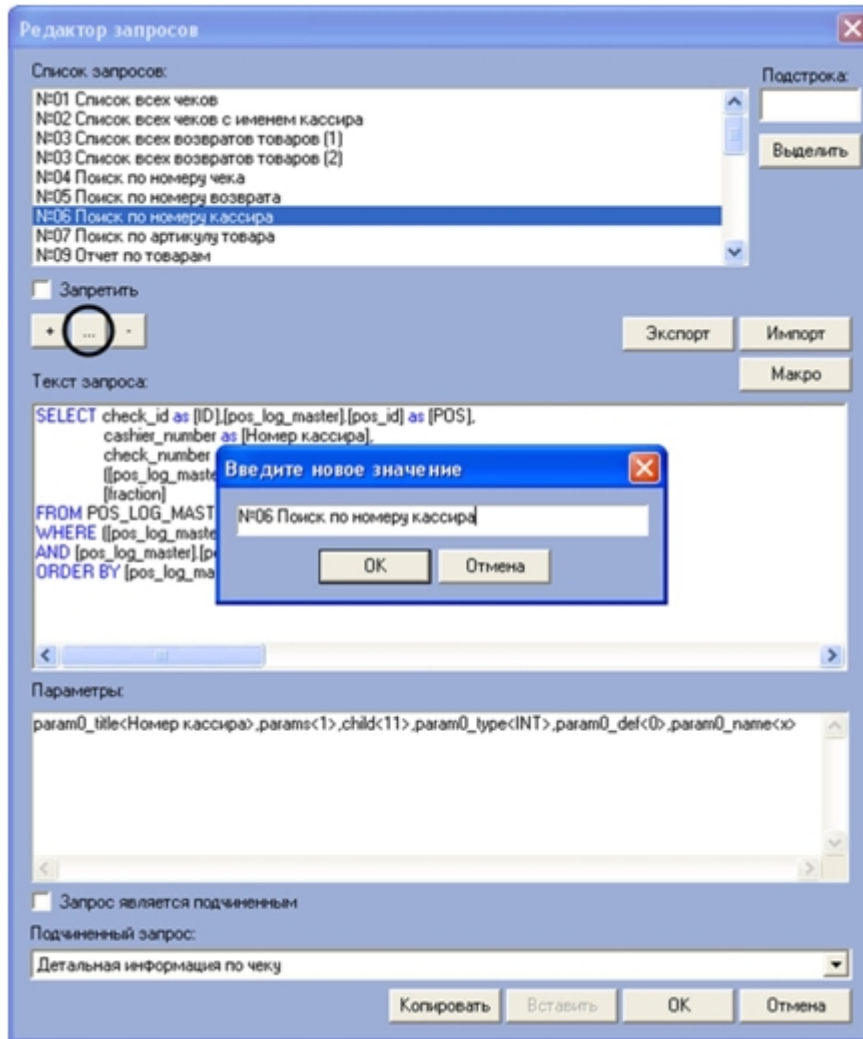 Редактор запросов
Список запросов:
Подстрока:
№01 Список всех чеков
№02 Список всех чеков с именем кассира
№03 Список всех возвратов товаров (1)
№03 Список всех возвратов товаров (2)
№04 Поиск по номеру чека
№05 Поиск по номеру возврата
№06 Поиск по номеру кассира
№07 Поиск по артикулу товара
№09 Отчет по товарам
Выделить
Запретить
+ ... -
Экспорт Импорт
Макро
Текст запроса:
SELECT check_id as [ID],[pos_log_master].[pos_id] as [POS],
cashier_number as [Номер кассира],
check_number
([pos_log_maste
[fraction]
FROM POS_LOG_MAST
WHERE ([pos_log_maste
AND [pos_log_master].[p
ORDER BY [pos_log_ma
Введите новое значение
№06 Поиск по номеру кассира
OK Отмена
Параметры:
param0_title<Номер кассира>,params<1>,child<11>,param0_type<INT>,param0_def<0>,param0_name<x>
Запрос является подчиненным
Подчиненный запрос:
Детальная информация по чеку
Копировать Вставить OK Отмена